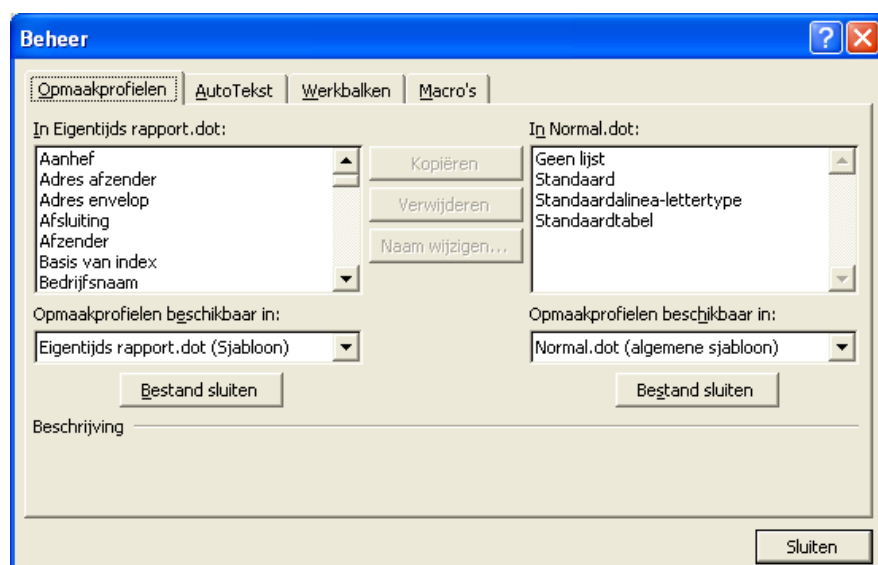 Beheer
Opmaakprofielen AutoTekst Werkbalken Macro's
In Eigentijds rapport.dot:
Aanhef
Adres afzender
Adres envelop
Afsluiting
Afzender
Basis van index
Bedrijfsnaam
Kopiëren
Verwijderen
Naam wijzigen...
In Normal.dot:
Geen lijst
Standaard
Standaardalinea-lettertype
Standaardtabel
Opmaakprofielen beschikbaar in:
Eigentijds rapport.dot (Sjabloon)
Bestand sluiten
Opmaakprofielen beschikbaar in:
Normal.dot (algemene sjabloon)
Bestand sluiten
Beschrijving
Sluiten